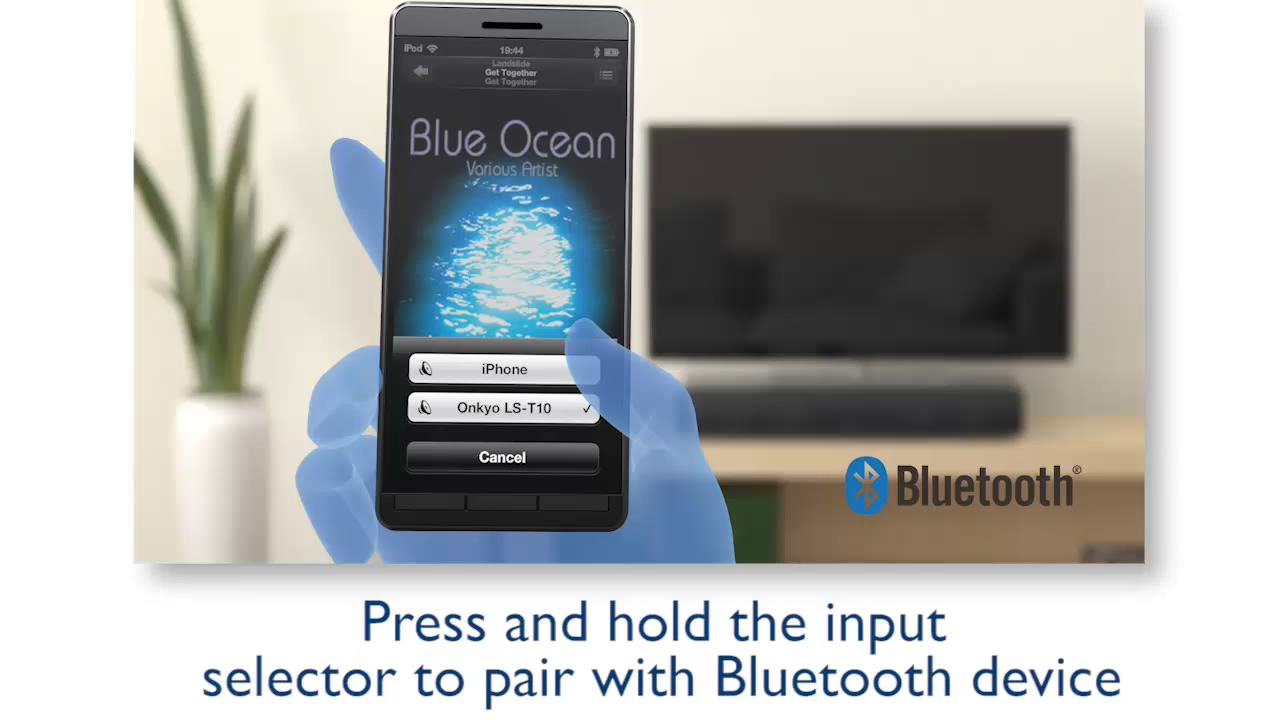 iPod 19:44
Landslide
Get Together
Get Together
Blue Ocean
Various Artist
iPhone
Onkyo LS-T10 ✓
Cancel
Bluetooth®
Press and hold the input
selector to pair with Bluetooth device